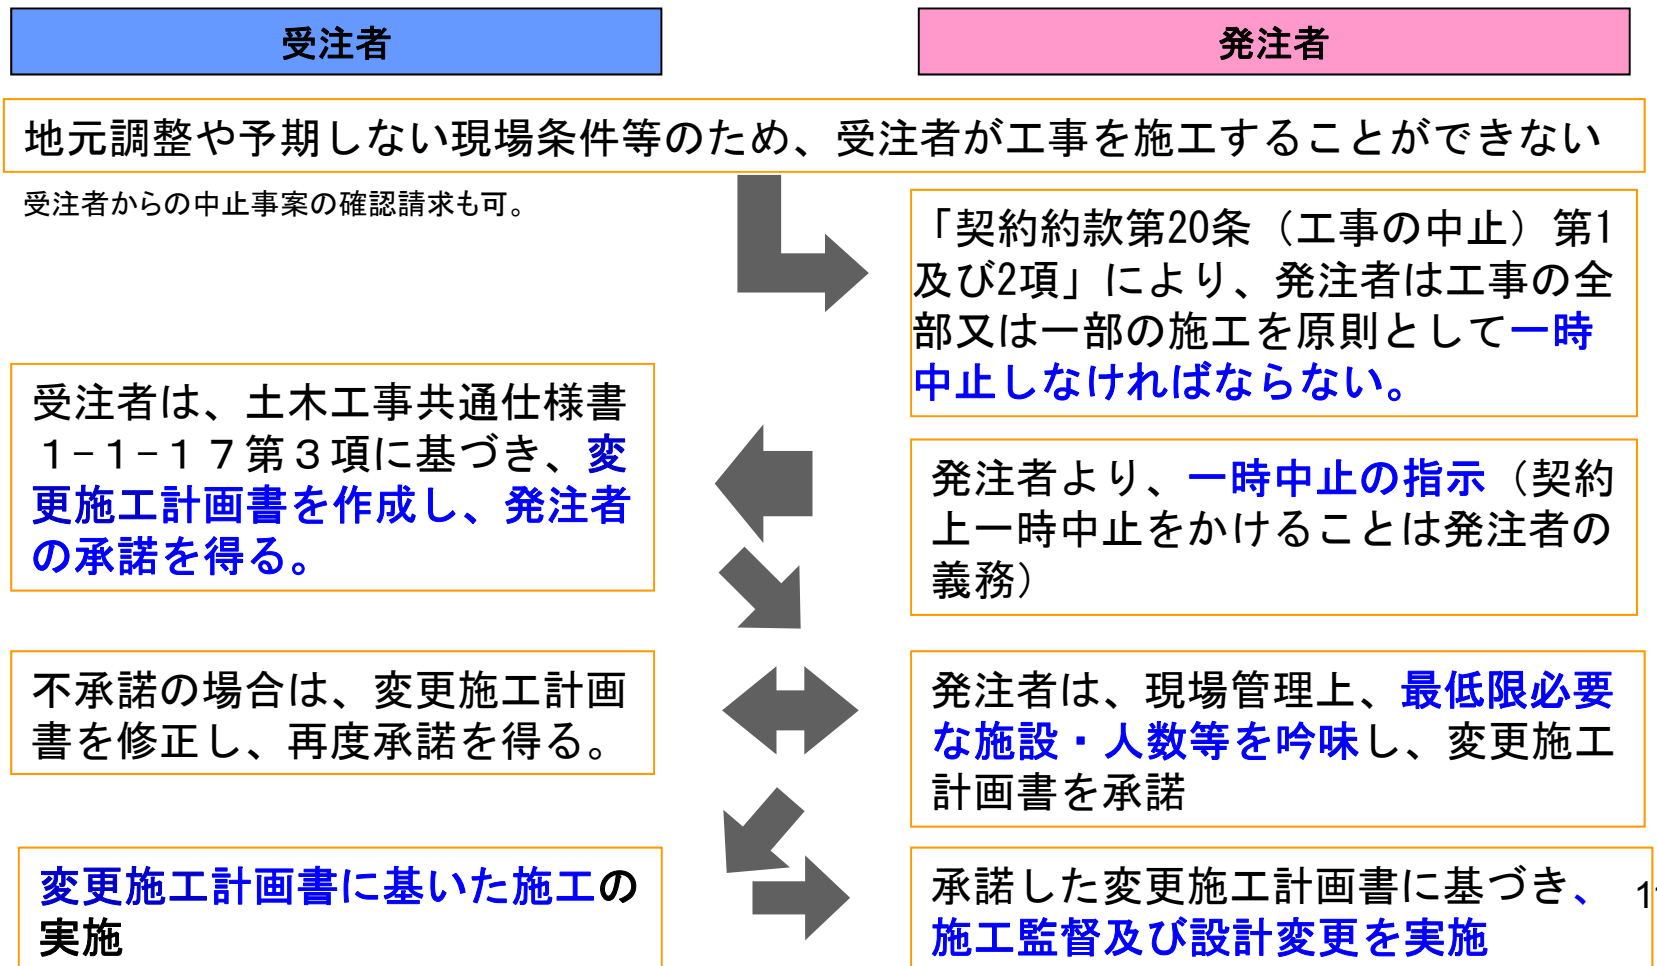 受注者
発注者
地元調整や予期しない現場条件等のため、受注者が工事を施工することができない
受注者からの中止事案の確認請求も可。
「契約約款第20条（工事の中止）第1
及び2項」により、発注者は工事の全
部又は一部の施工を原則として一時
中止しなければならない。
受注者は、土木工事共通仕様書
１−１−１７第３項に基づき、変
更施工計画書を作成し、発注者
の承諾を得る。
発注者より、一時中止の指示（契約
上一時中止をかけることは発注者の
義務）
不承諾の場合は、変更施工計画
書を修正し、再度承諾を得る。
発注者は、現場管理上、最低限必要
な施設・人数等を吟味し、変更施工
計画書を承諾
変更施工計画書に基いた施工の
実施
承諾した変更施工計画書に基づき、
施工監督及び設計変更を実施